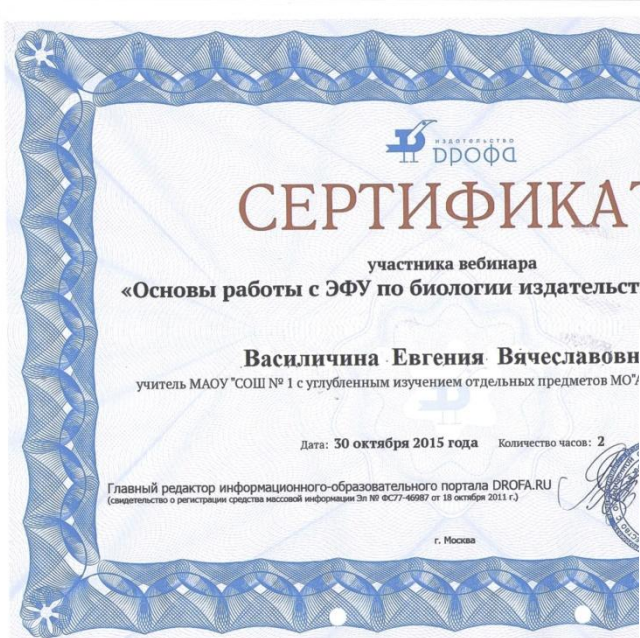 издательство
дрофа
СЕРТИФИКАТ
участника вебинара
«Основы работы с ЭФУ по биологии издательст
Василичина Евгения Вячеславовн
учитель МАОУ "СОШ № 1 с углубленным изучением отдельных предметов МО"А
Дата: 30 октября 2015 года Количество часов: 2
Главный редактор информационного-образовательного портала DROFA.RU
(свидетельство о регистрации средства массовой информации Эл № ФС77-46987 от 18 октября 2011 г.)
г. Москва